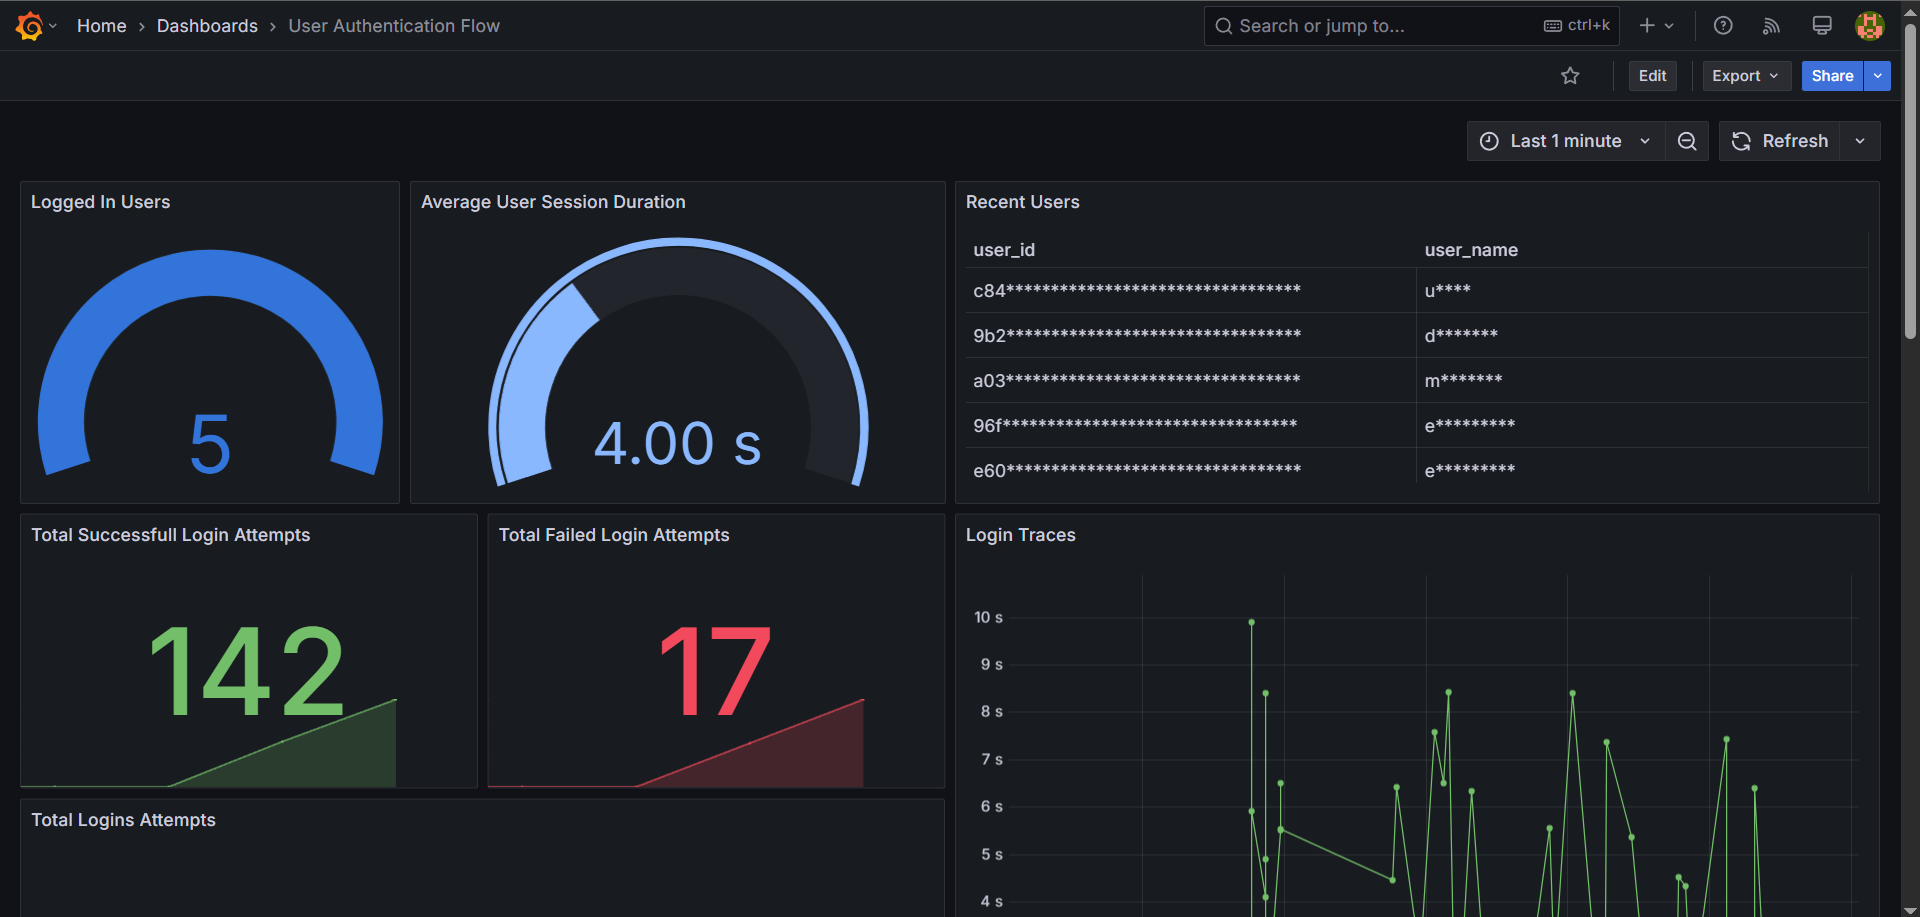 Home › Dashboards › User Authentication Flow
Search or jump to...
ctrl+k
Edit
Export
Share
Last 1 minute
Refresh
Logged In Users
5
Average User Session Duration
4.00 s
Recent Users
user_id user_name
c84********************************* u****
9b2********************************* d*******
a03********************************* m*******
96f********************************* e*********
e60********************************* e*********
Total Successfull Login Attempts
142
Total Failed Login Attempts
17
Total Logins Attempts
Login Traces
10 s
9 s
8 s
7 s
6 s
5 s
4 s